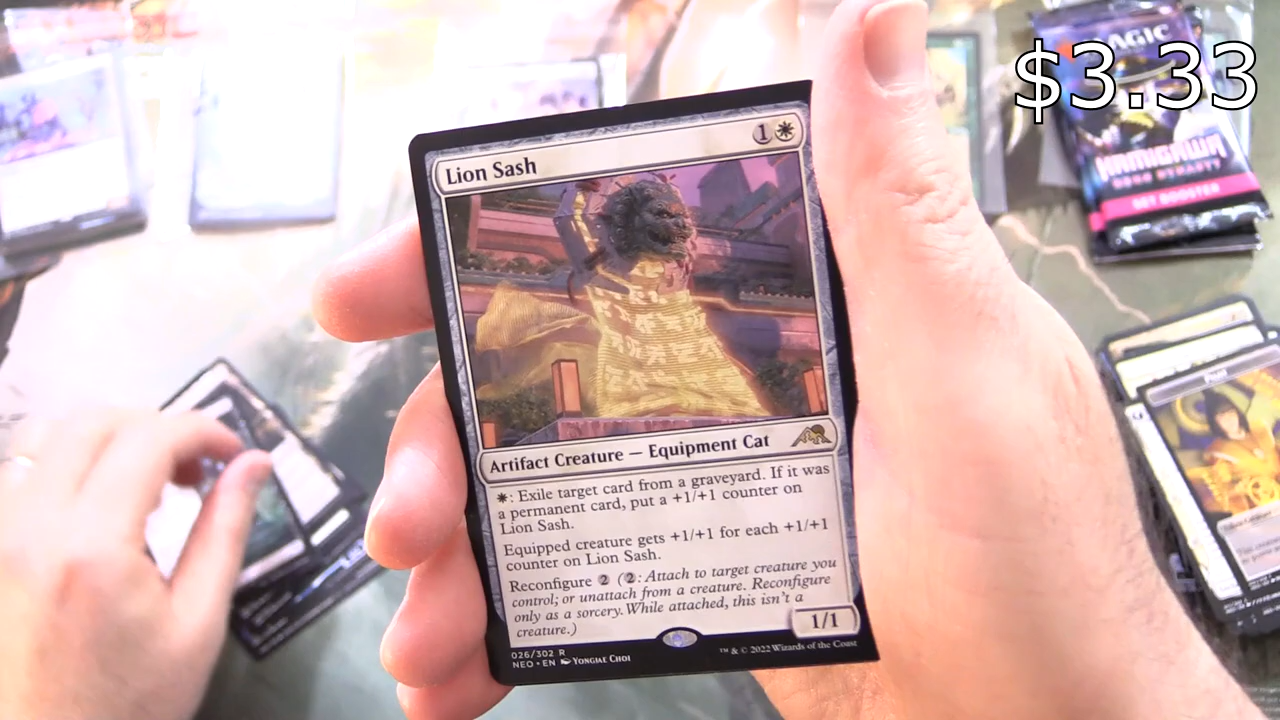 $3.33
MAGIC
KAMIGAWA
NEON DYNASTY
SET BOOSTER
Lion Sash
1
Artifact Creature — Equipment Cat
: Exile target card from a graveyard. If it was
a permanent card, put a +1/+1 counter on
Lion Sash.
Equipped creature gets +1/+1 for each +1/+1
counter on Lion Sash.
Reconfigure 2 (2: Attach to target creature you
control; or unattach from a creature. Reconfigure
only as a sorcery. While attached, this isn't a
creature.)
1/1
026/302 R
NEO • EN Yongjae Choi
™ & © 2022 Wizards of the Coast
Pilot